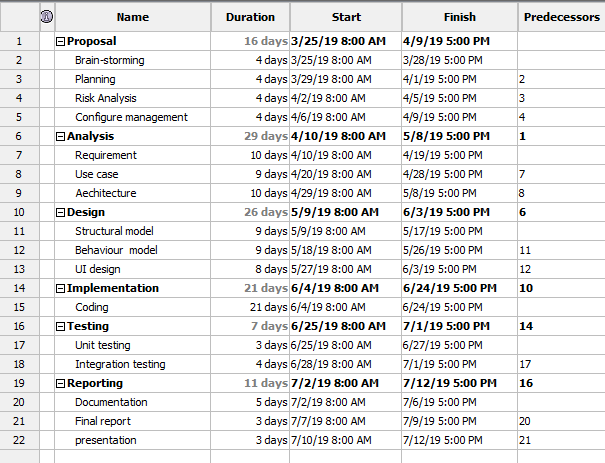 Name Duration Start Finish Predecessors
1 Proposal 16 days 3/25/19 8:00 AM 4/9/19 5:00 PM
2 Brain-storming 4 days 3/25/19 8:00 AM 3/28/19 5:00 PM
3 Planning 4 days 3/29/19 8:00 AM 4/1/19 5:00 PM 2
4 Risk Analysis 4 days 4/2/19 8:00 AM 4/5/19 5:00 PM 3
5 Configure management 4 days 4/6/19 8:00 AM 4/9/19 5:00 PM 4
6 Analysis 29 days 4/10/19 8:00 AM 5/8/19 5:00 PM 1
7 Requirement 10 days 4/10/19 8:00 AM 4/19/19 5:00 PM
8 Use case 9 days 4/20/19 8:00 AM 4/28/19 5:00 PM 7
9 Aechitecture 10 days 4/29/19 8:00 AM 5/8/19 5:00 PM 8
10 Design 26 days 5/9/19 8:00 AM 6/3/19 5:00 PM 6
11 Structural model 9 days 5/9/19 8:00 AM 5/17/19 5:00 PM
12 Behaviour model 9 days 5/18/19 8:00 AM 5/26/19 5:00 PM 11
13 UI design 8 days 5/27/19 8:00 AM 6/3/19 5:00 PM 12
14 Implementation 21 days 6/4/19 8:00 AM 6/24/19 5:00 PM 10
15 Coding 21 days 6/4/19 8:00 AM 6/24/19 5:00 PM
16 Testing 7 days 6/25/19 8:00 AM 7/1/19 5:00 PM 14
17 Unit testing 3 days 6/25/19 8:00 AM 6/27/19 5:00 PM
18 Integration testing 4 days 6/28/19 8:00 AM 7/1/19 5:00 PM 17
19 Reporting 11 days 7/2/19 8:00 AM 7/12/19 5:00 PM 16
20 Documentation 5 days 7/2/19 8:00 AM 7/6/19 5:00 PM
21 Final report 3 days 7/7/19 8:00 AM 7/9/19 5:00 PM 20
22 presentation 3 days 7/10/19 8:00 AM 7/12/19 5:00 PM 21